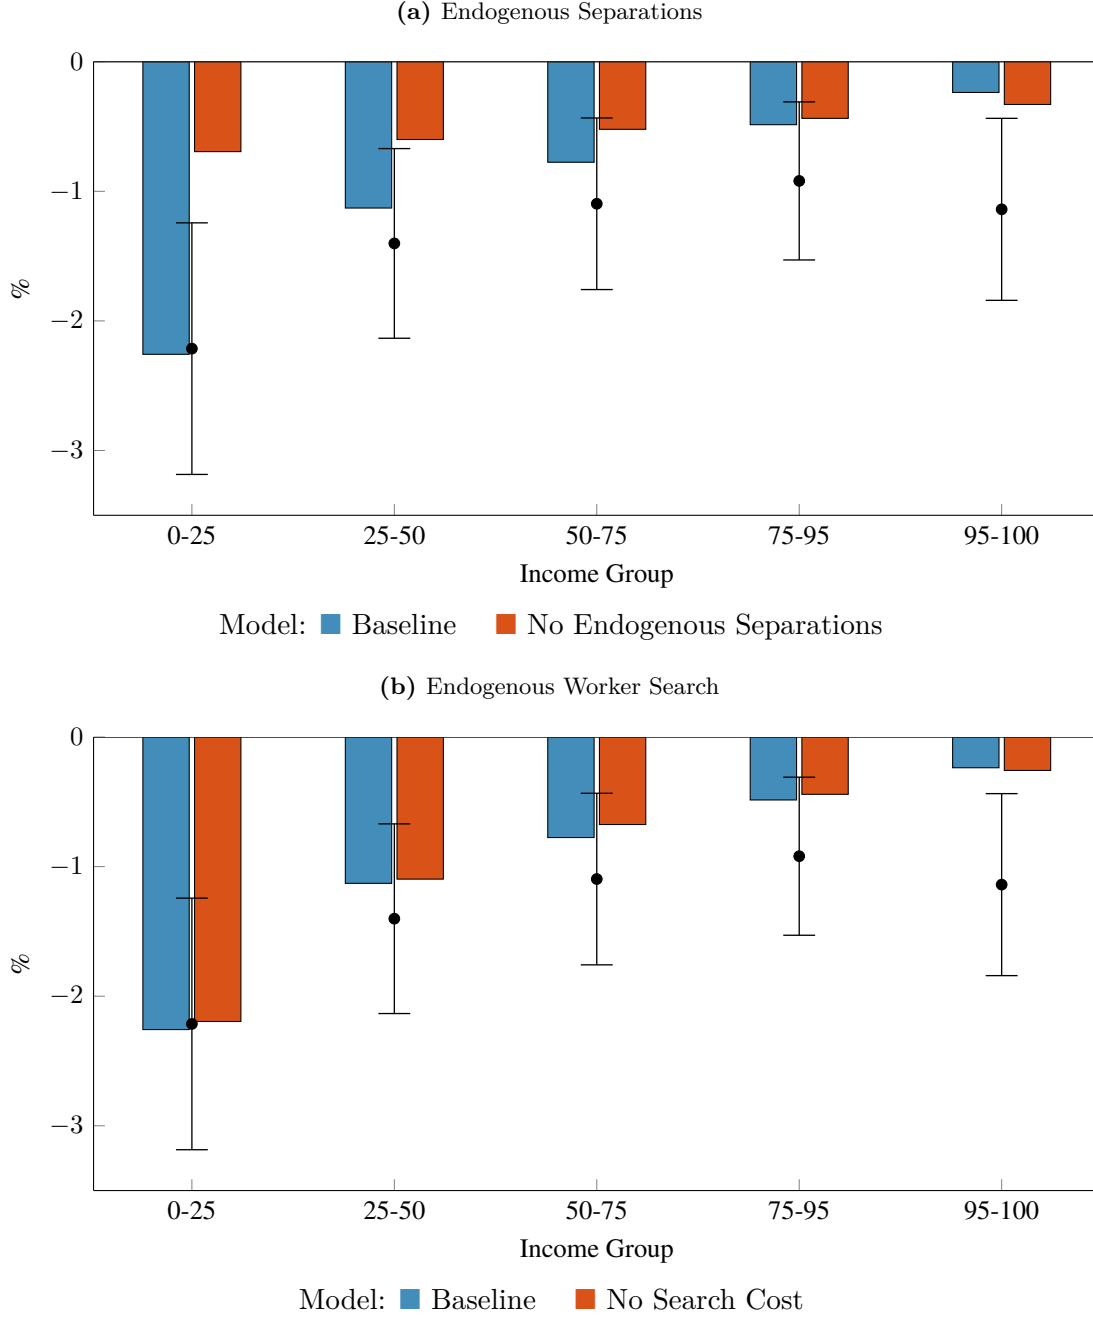 (a) Endogenous Separations
0
−1
−2
−3
%
0-25 25-50 50-75 75-95 95-100
Income Group
Model: Baseline No Endogenous Separations
(b) Endogenous Worker Search
0
−1
−2
−3
%
0-25 25-50 50-75 75-95 95-100
Income Group
Model: Baseline No Search Cost